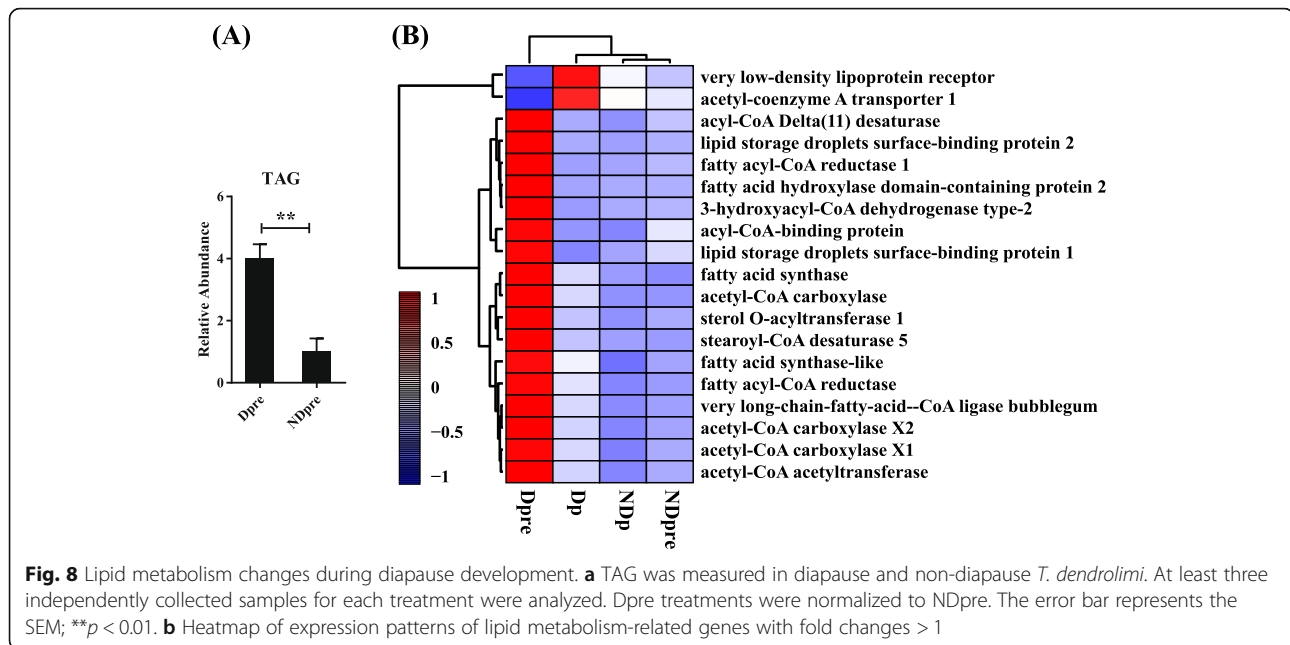 (A)
(B)
TAG
**
Relative Abundance
6
4
2
0
Dpre
NDpre
1
0.5
0
−0.5
−1
very low-density lipoprotein receptor
acetyl-coenzyme A transporter 1
acyl-CoA Delta(11) desaturase
lipid storage droplets surface-binding protein 2
fatty acyl-CoA reductase 1
fatty acid hydroxylase domain-containing protein 2
3-hydroxyacyl-CoA dehydrogenase type-2
acyl-CoA-binding protein
lipid storage droplets surface-binding protein 1
fatty acid synthase
acetyl-CoA carboxylase
sterol O-acyltransferase 1
stearoyl-CoA desaturase 5
fatty acid synthase-like
fatty acyl-CoA reductase
very long-chain-fatty-acid--CoA ligase bubblegum
acetyl-CoA carboxylase X2
acetyl-CoA carboxylase X1
acetyl-CoA acetyltransferase
Dpre
Dp
NDp
NDpre
Fig. 8 Lipid metabolism changes during diapause development. a TAG was measured in diapause and non-diapause T. dendrolimi. At least three
independently collected samples for each treatment were analyzed. Dpre treatments were normalized to NDpre. The error bar represents the
SEM; **p < 0.01. b Heatmap of expression patterns of lipid metabolism-related genes with fold changes > 1